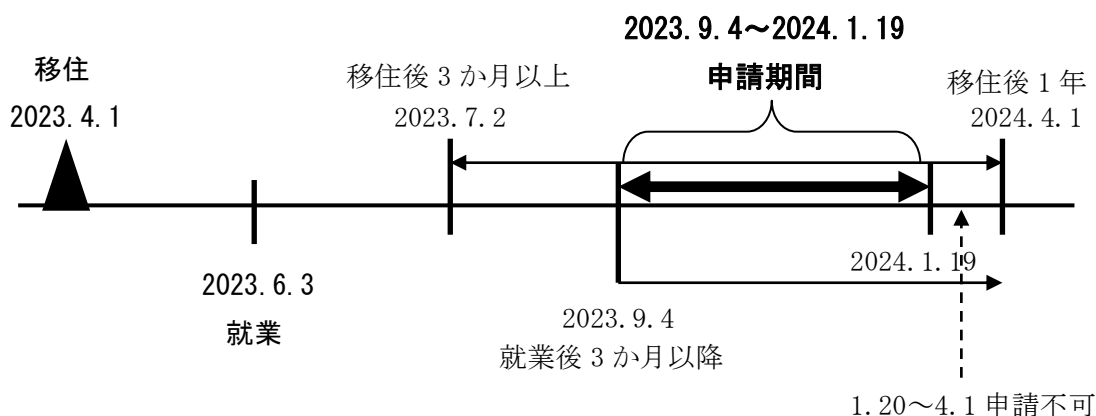 2023.9.4～2024.1.19
申請期間
移住
2023.4.1
移住後 3 か月以上
2023.7.2
移住後 1 年
2024.4.1
2023.6.3
就業
2024.1.19
2023.9.4
就業後 3 か月以降
1.20～4.1 申請不可